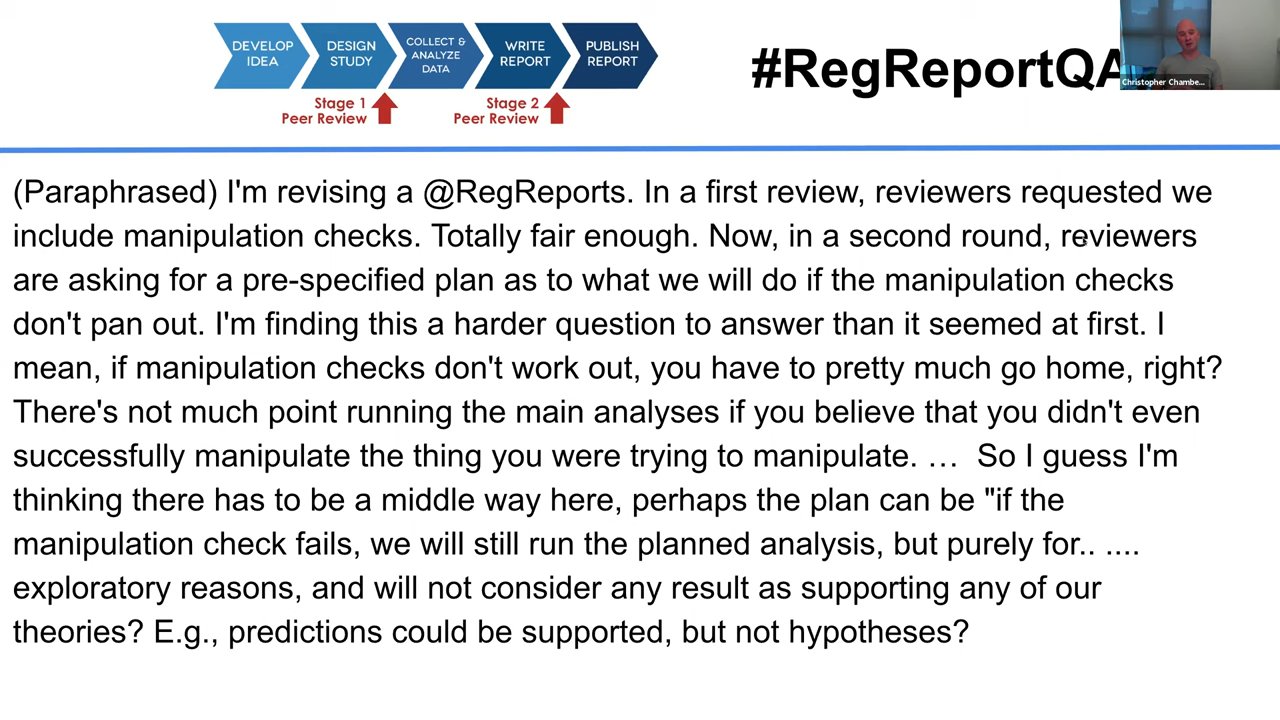 DEVELOP
IDEA
DESIGN
STUDY
COLLECT &
ANALYZE
DATA
WRITE
REPORT
PUBLISH
REPORT
Stage 1
Peer Review
Stage 2
Peer Review
#RegReportQA
Christopher Chambe...
(Paraphrased) I'm revising a @RegReports. In a first review, reviewers requested we
include manipulation checks. Totally fair enough. Now, in a second round, reviewers
are asking for a pre-specified plan as to what we will do if the manipulation checks
don't pan out. I'm finding this a harder question to answer than it seemed at first. I
mean, if manipulation checks don't work out, you have to pretty much go home, right?
There's not much point running the main analyses if you believe that you didn't even
successfully manipulate the thing you were trying to manipulate. … So I guess I'm
thinking there has to be a middle way here, perhaps the plan can be "if the
manipulation check fails, we will still run the planned analysis, but purely for.. ....
exploratory reasons, and will not consider any result as supporting any of our
theories? E.g., predictions could be supported, but not hypotheses?